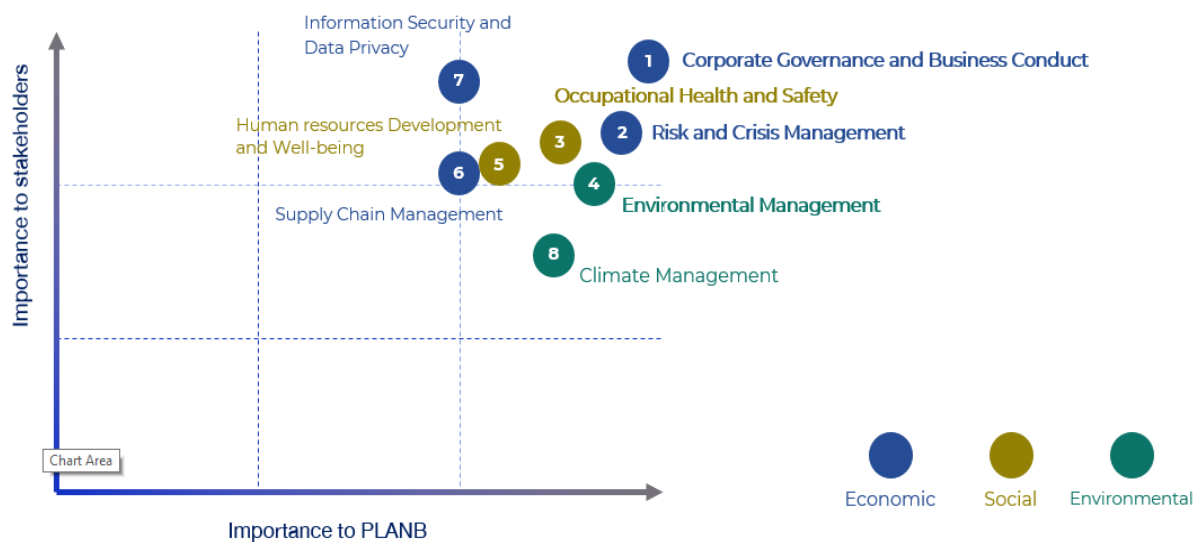 Information Security and
Data Privacy
7
1
Corporate Governance and Business Conduct
Occupational Health and Safety
2
Risk and Crisis Management
3
Human resources Development
and Well-being
5
6
4
Supply Chain Management
Environmental Management
8
Climate Management
Importance to stakeholders
Chart Area
Economic
Social
Environmental
Importance to PLANB